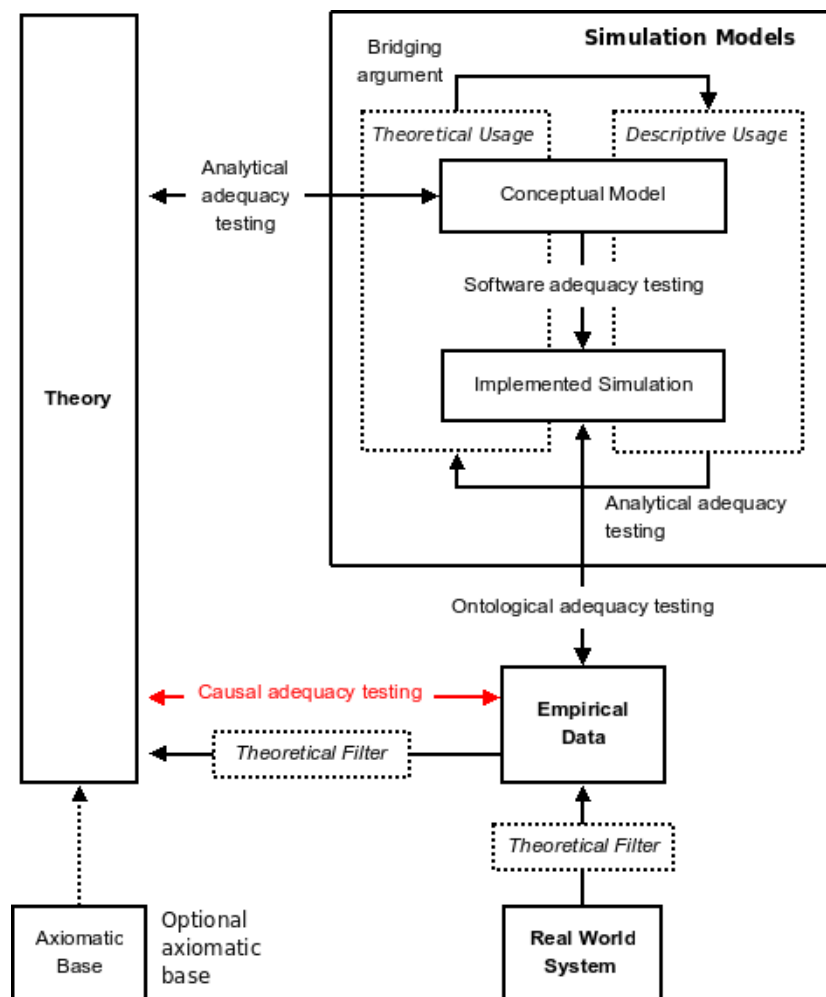 Simulation Models
Bridging
argument
Theoretical Usage
Descriptive Usage
Analytical
adequacy
testing
Conceptual Model
Software adequacy testing
Implemented Simulation
Theory
Analytical adequacy
testing
Ontological adequacy testing
Causal adequacy testing
Empirical
Data
Theoretical Filter
Theoretical Filter
Axiomatic
Base
Optional
axiomatic
base
Real World
System